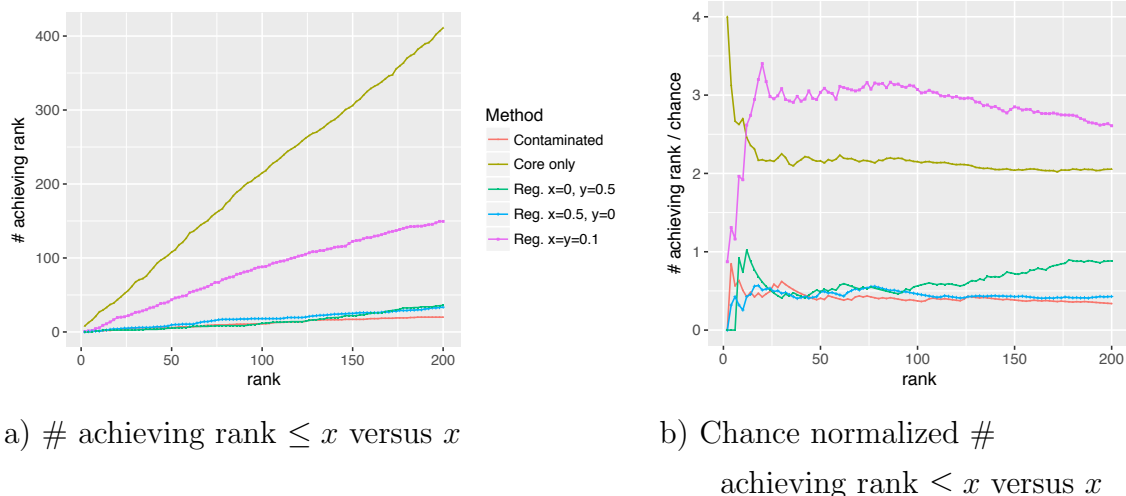 400
300
200
100
0
# achieving rank
0 50 100 150 200
rank
Method
Contaminated
Core only
Reg. x=0, y=0.5
Reg. x=0.5, y=0
Reg. x=y=0.1
4
3
2
1
0
# achieving rank / chance
0 50 100 150 200
rank
a) # achieving rank ≤ x versus x
b) Chance normalized #
achieving rank < x versus x